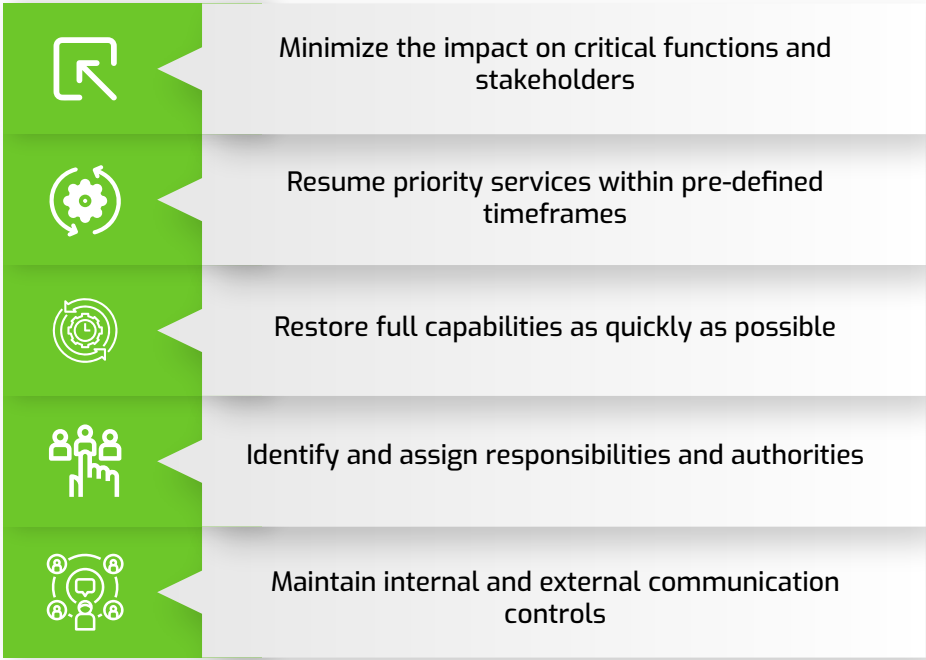 Minimize the impact on critical functions and
stakeholders
Resume priority services within pre-defined
timeframes
Restore full capabilities as quickly as possible
Identify and assign responsibilities and authorities
Maintain internal and external communication
controls